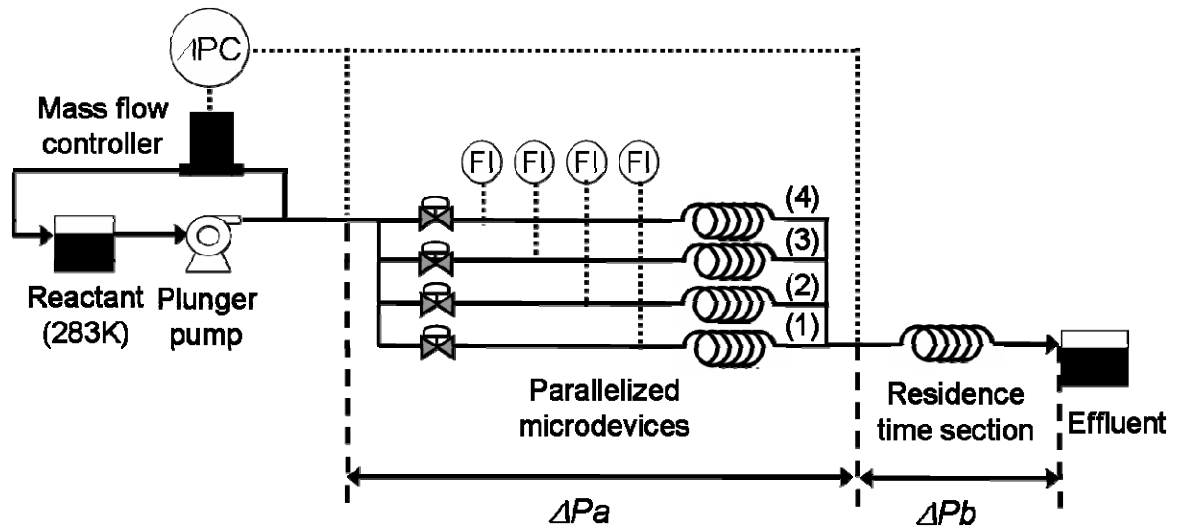 ΔPC
Mass flow
controller
FI FI FI FI
(4)
(3)
(2)
(1)
Reactant
(283K)
Plunger
pump
Parallelized
microdevices
Residence
time section
Effluent
ΔPa
ΔPb